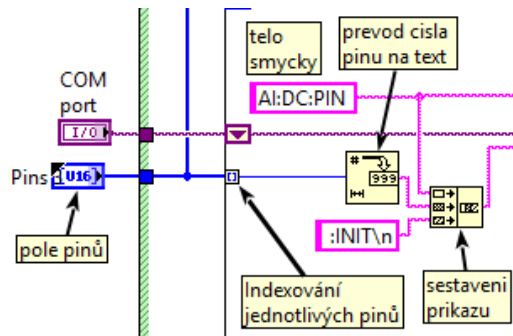 telo
smycky
prevod cisla
pinu na text
COM
port
AI:DC:PIN
I/O
#
999
Pins
U16
:INIT\n
pole pinů
Indexování
jednotlivých pinů
sestaveni
prikazu